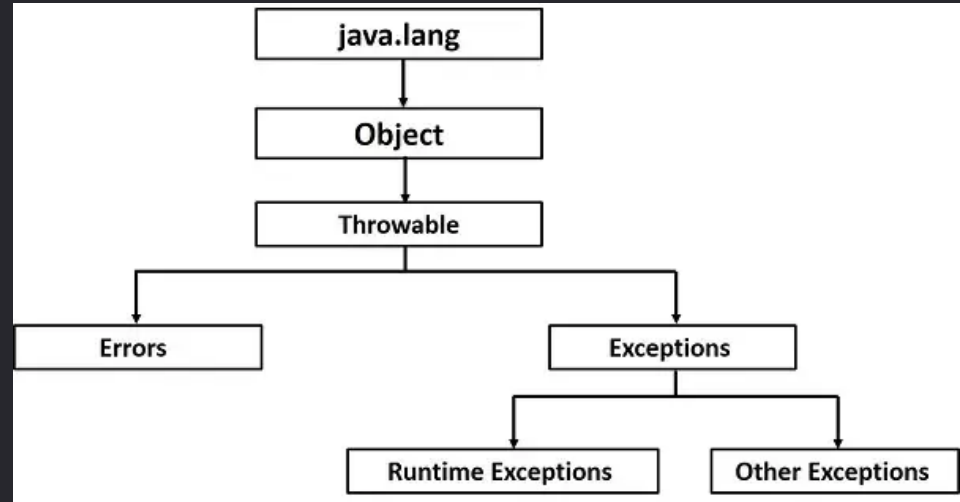 java.lang
Object
Throwable
Errors
Exceptions
Runtime Exceptions
Other Exceptions